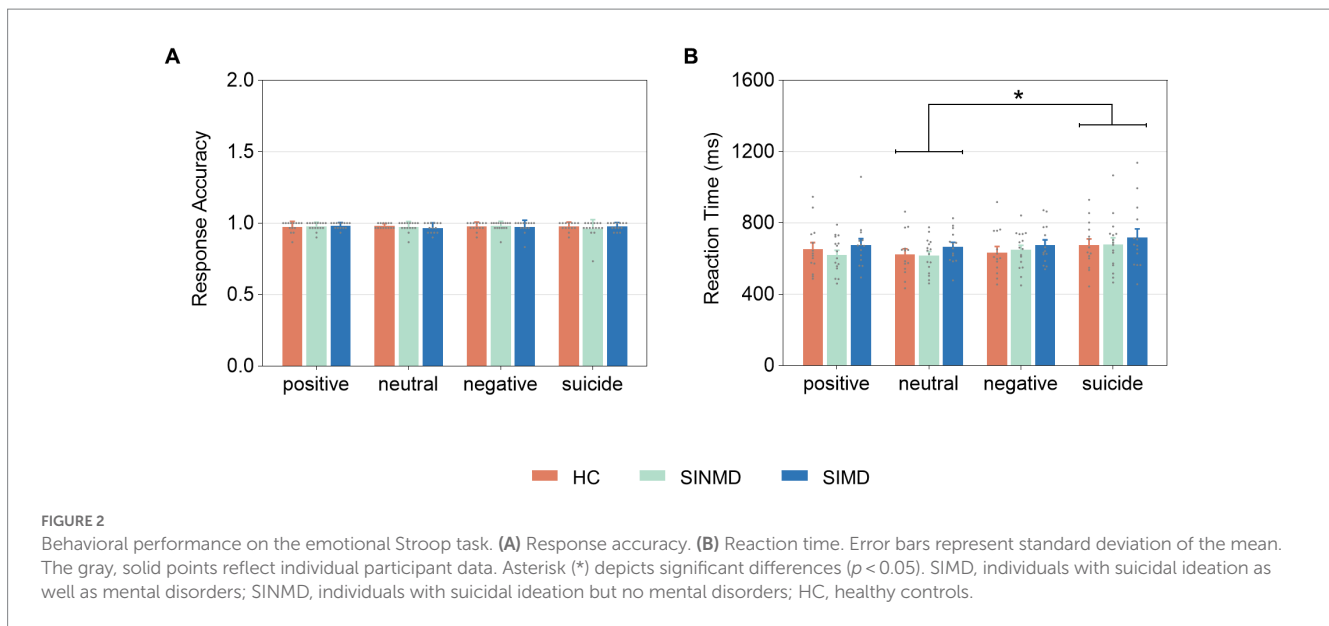 A
B
2.0
1.5
1.0
0.5
0.0
Response Accuracy
positive neutral negative suicide
1600
1200
800
400
0
Reaction Time (ms)
*
positive neutral negative suicide
HC SINMD SIMD
FIGURE 2
Behavioral performance on the emotional Stroop task. (A) Response accuracy. (B) Reaction time. Error bars represent standard deviation of the mean.
The gray, solid points reflect individual participant data. Asterisk (*) depicts significant differences (p < 0.05). SIMD, individuals with suicidal ideation as
well as mental disorders; SINMD, individuals with suicidal ideation but no mental disorders; HC, healthy controls.